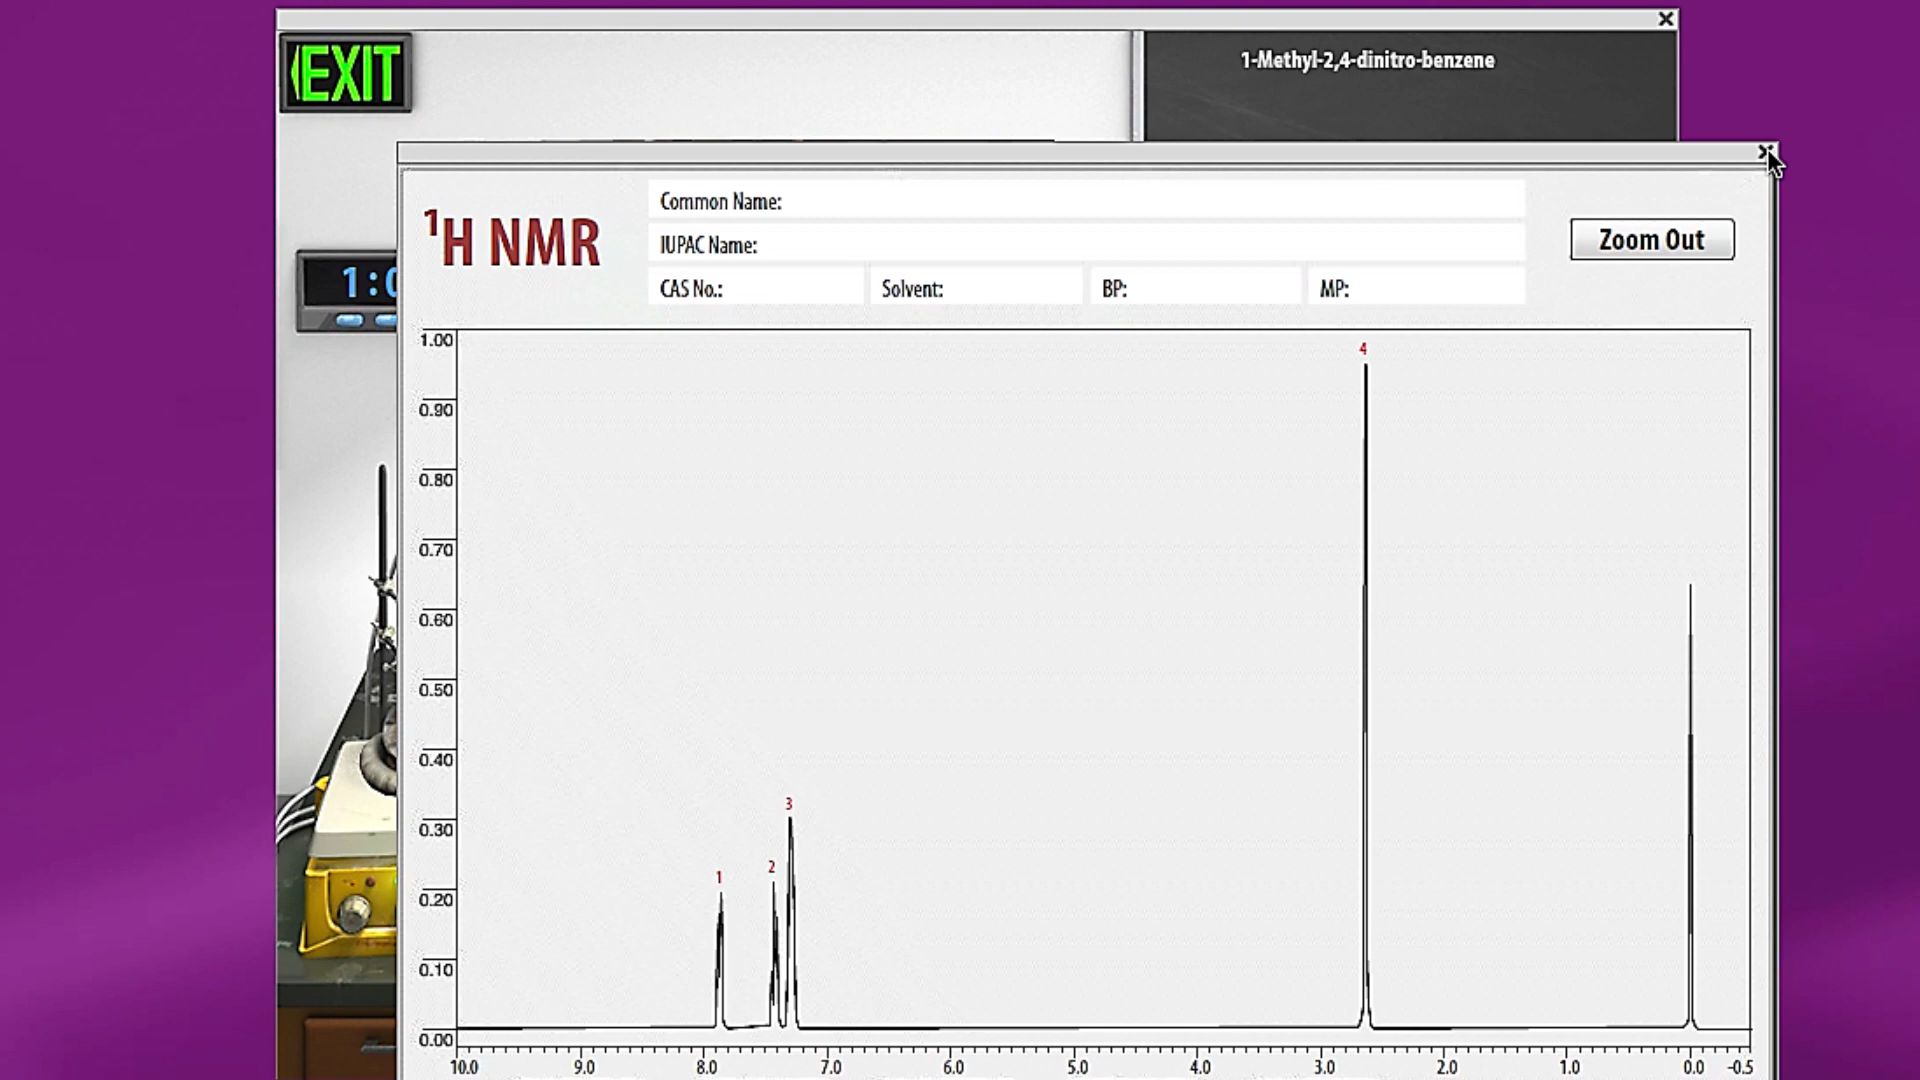 EXIT
1-Methyl-2,4-dinitro-benzene
1H NMR
Common Name:
IUPAC Name:
CAS No.:
Solvent:
BP:
MP:
Zoom Out
1:0
1.00
0.90
0.80
0.70
0.60
0.50
0.40
0.30
0.20
0.10
0.00
4
3
2
1
10.0 9.0 8.0 7.0 6.0 5.0 4.0 3.0 2.0 1.0 0.0 -0.5